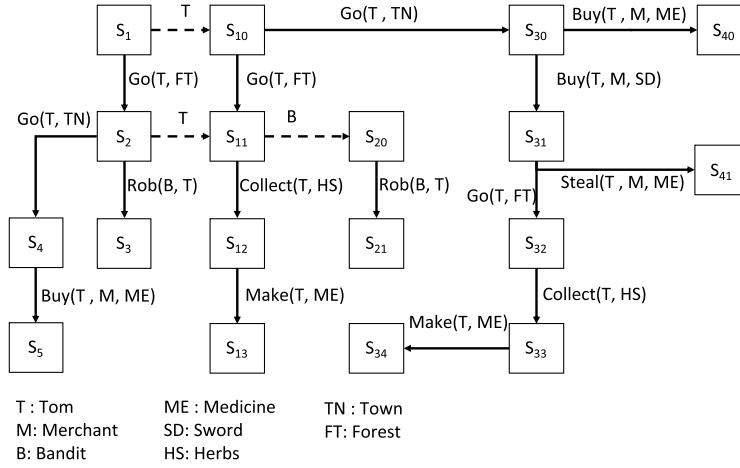 T
Go(T , TN)
Buy(T , M, ME)
S1
S10
S30
S40
Go(T, FT)
Go(T, FT)
Buy(T, M, SD)
Go(T, TN)
T
B
S2
S11
S20
S31
S41
Rob(B, T)
Collect(T, HS)
Rob(B, T)
Steal(T , M, ME)
Go(T, FT)
S4
S3
S12
S21
S32
Buy(T , M, ME)
Make(T, ME)
Collect(T, HS)
Make(T, ME)
S5
S13
S34
S33
T : Tom
ME : Medicine
TN : Town
M: Merchant
SD: Sword
FT: Forest
B: Bandit
HS: Herbs